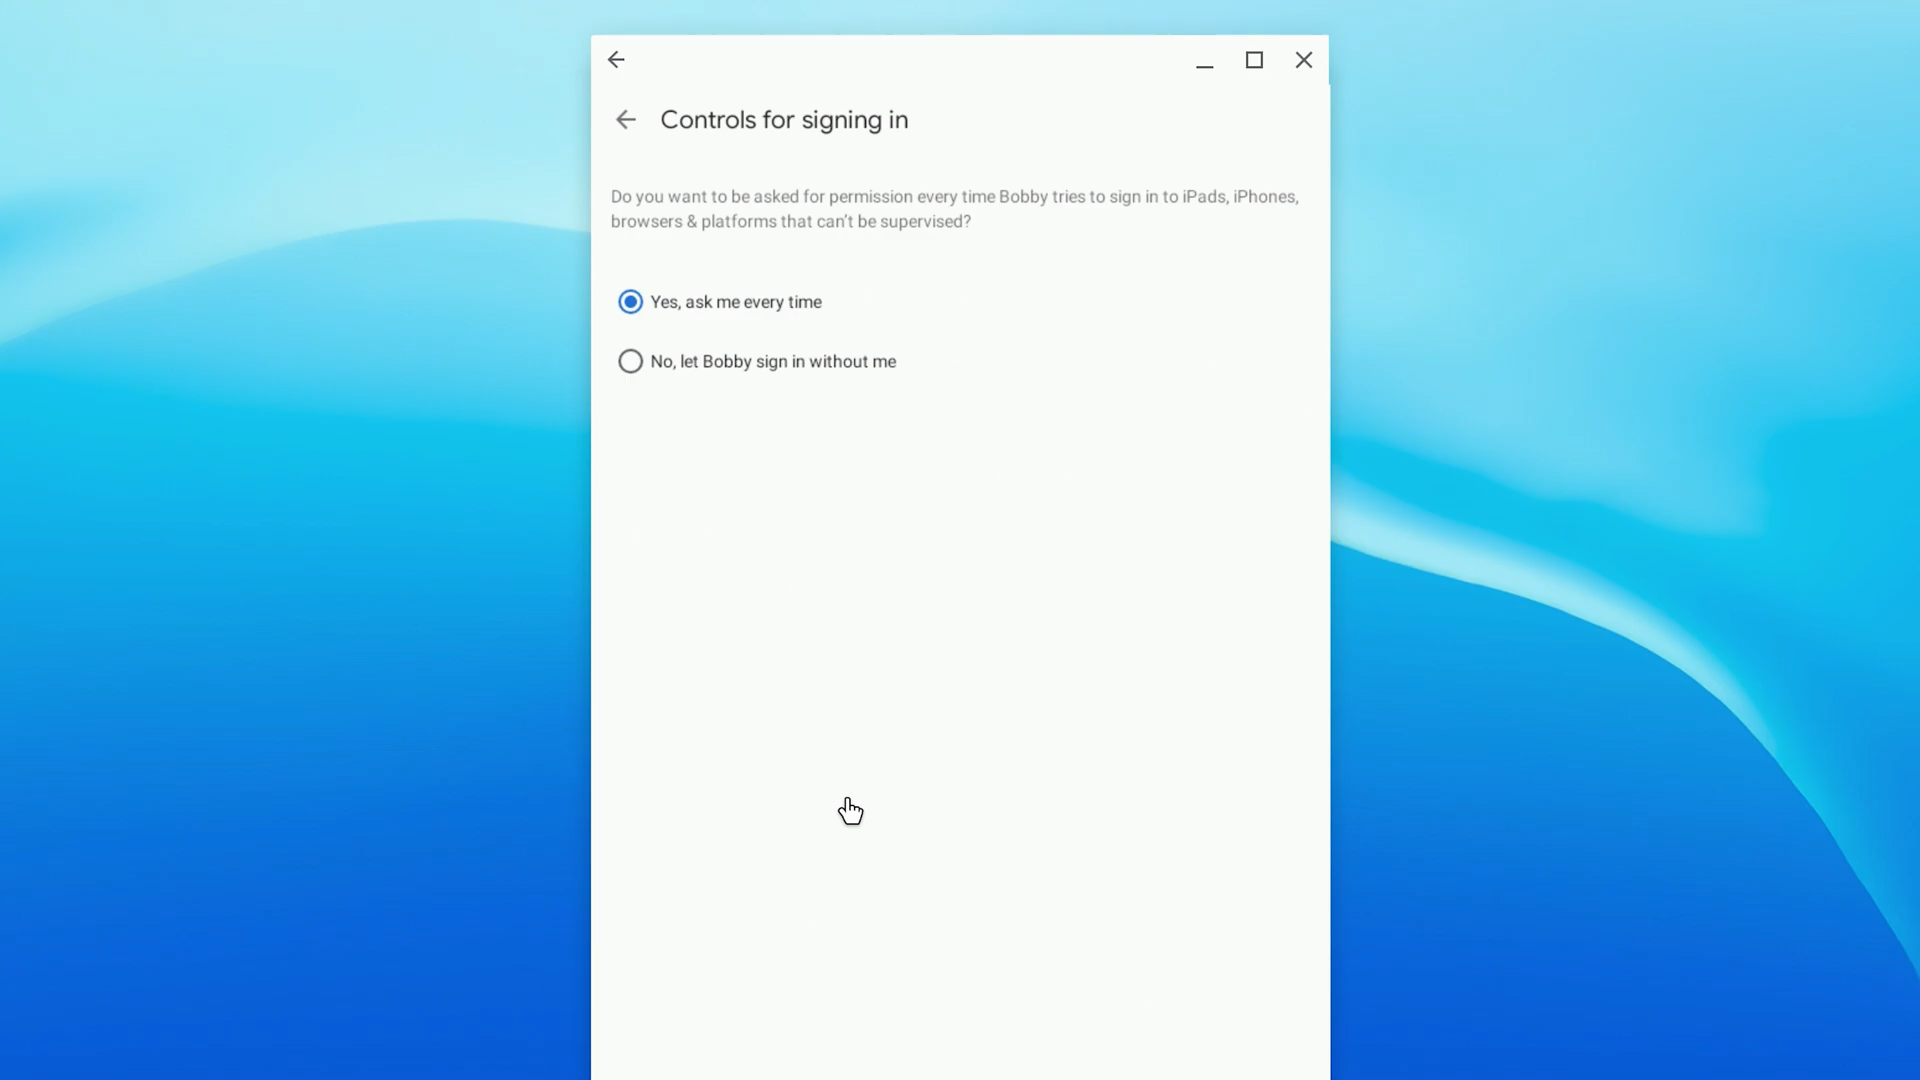 Controls for signing in
Do you want to be asked for permission every time Bobby tries to sign in to iPads, iPhones,
browsers & platforms that can't be supervised?
Yes, ask me every time
No, let Bobby sign in without me